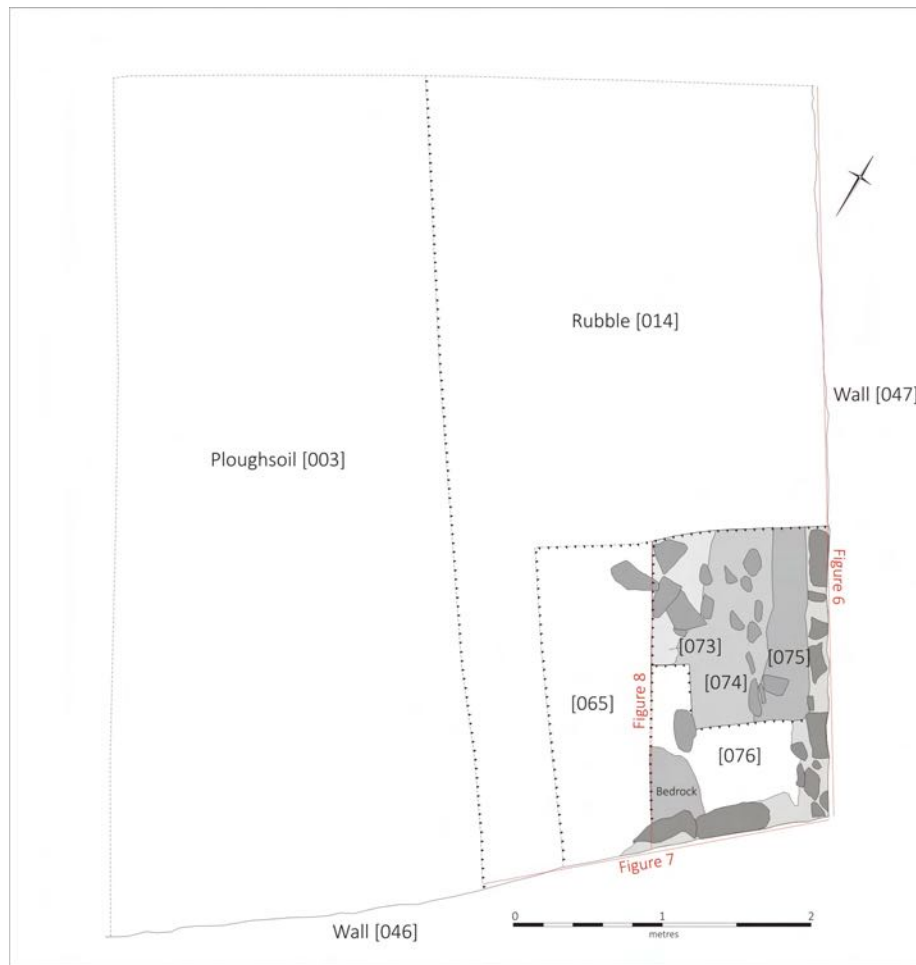 Rubble [014]
Wall [047]
Ploughsoil [003]
Figure 6
[073]
[075]
[074]
[065]
Figure 8
[076]
Bedrock
Figure 7
Wall [046]
0 1 2
metres